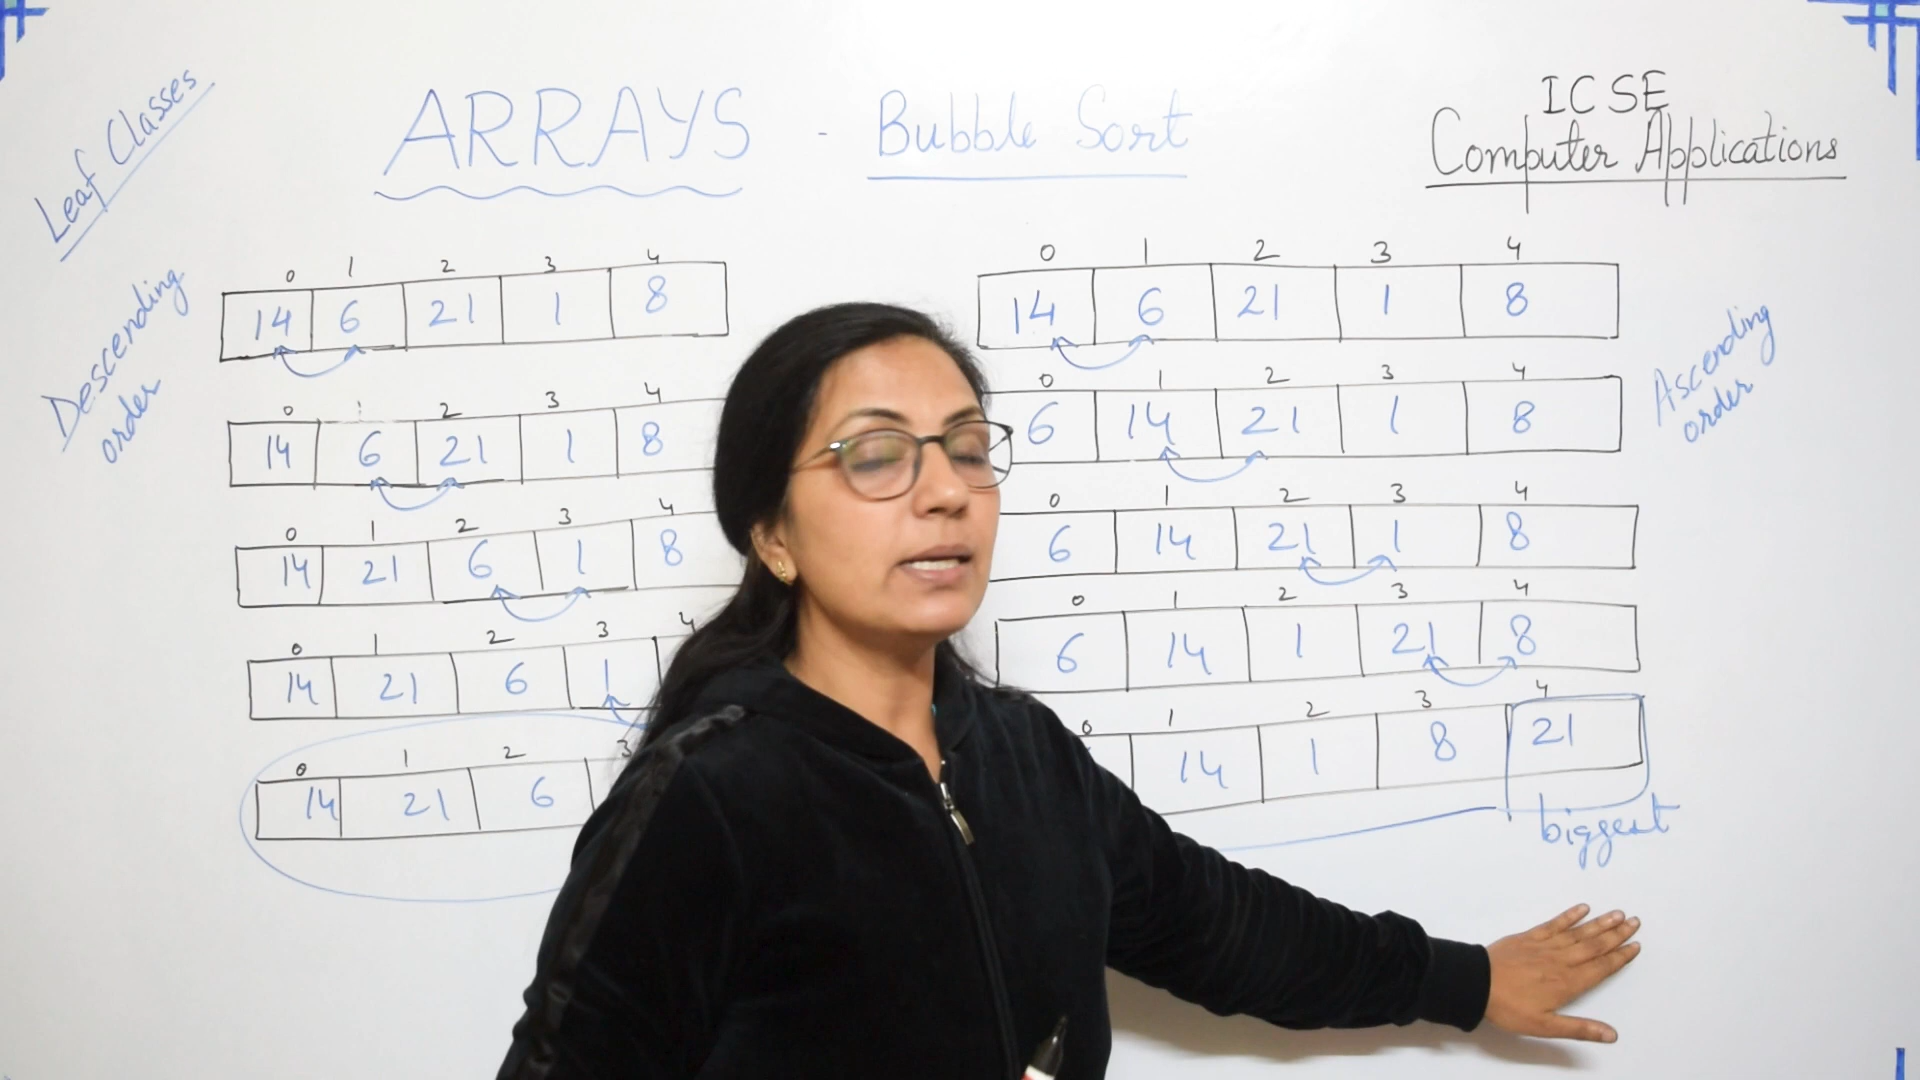 Leaf Classes
ARRAYS - Bubble Sort
ICSE
Computer Applications
Descending
order
0 1 2 3 4
14 6 21 1 8
0 1 2 3 4
14 6 21 1 8
0 1 2 3 4
14 21 6 1 8
0 1 2 3 4
14 21 6 1
0 1 2 3
14 21 6
0 1 2 3 4
14 6 21 1 8
0 1 2 3 4
6 14 21 1 8
0 1 2 3 4
6 14 21 1 8
0 1 2 3 4
6 14 1 21 8
0 1 2 3 4
14 1 8 21
biggest
Ascending
order